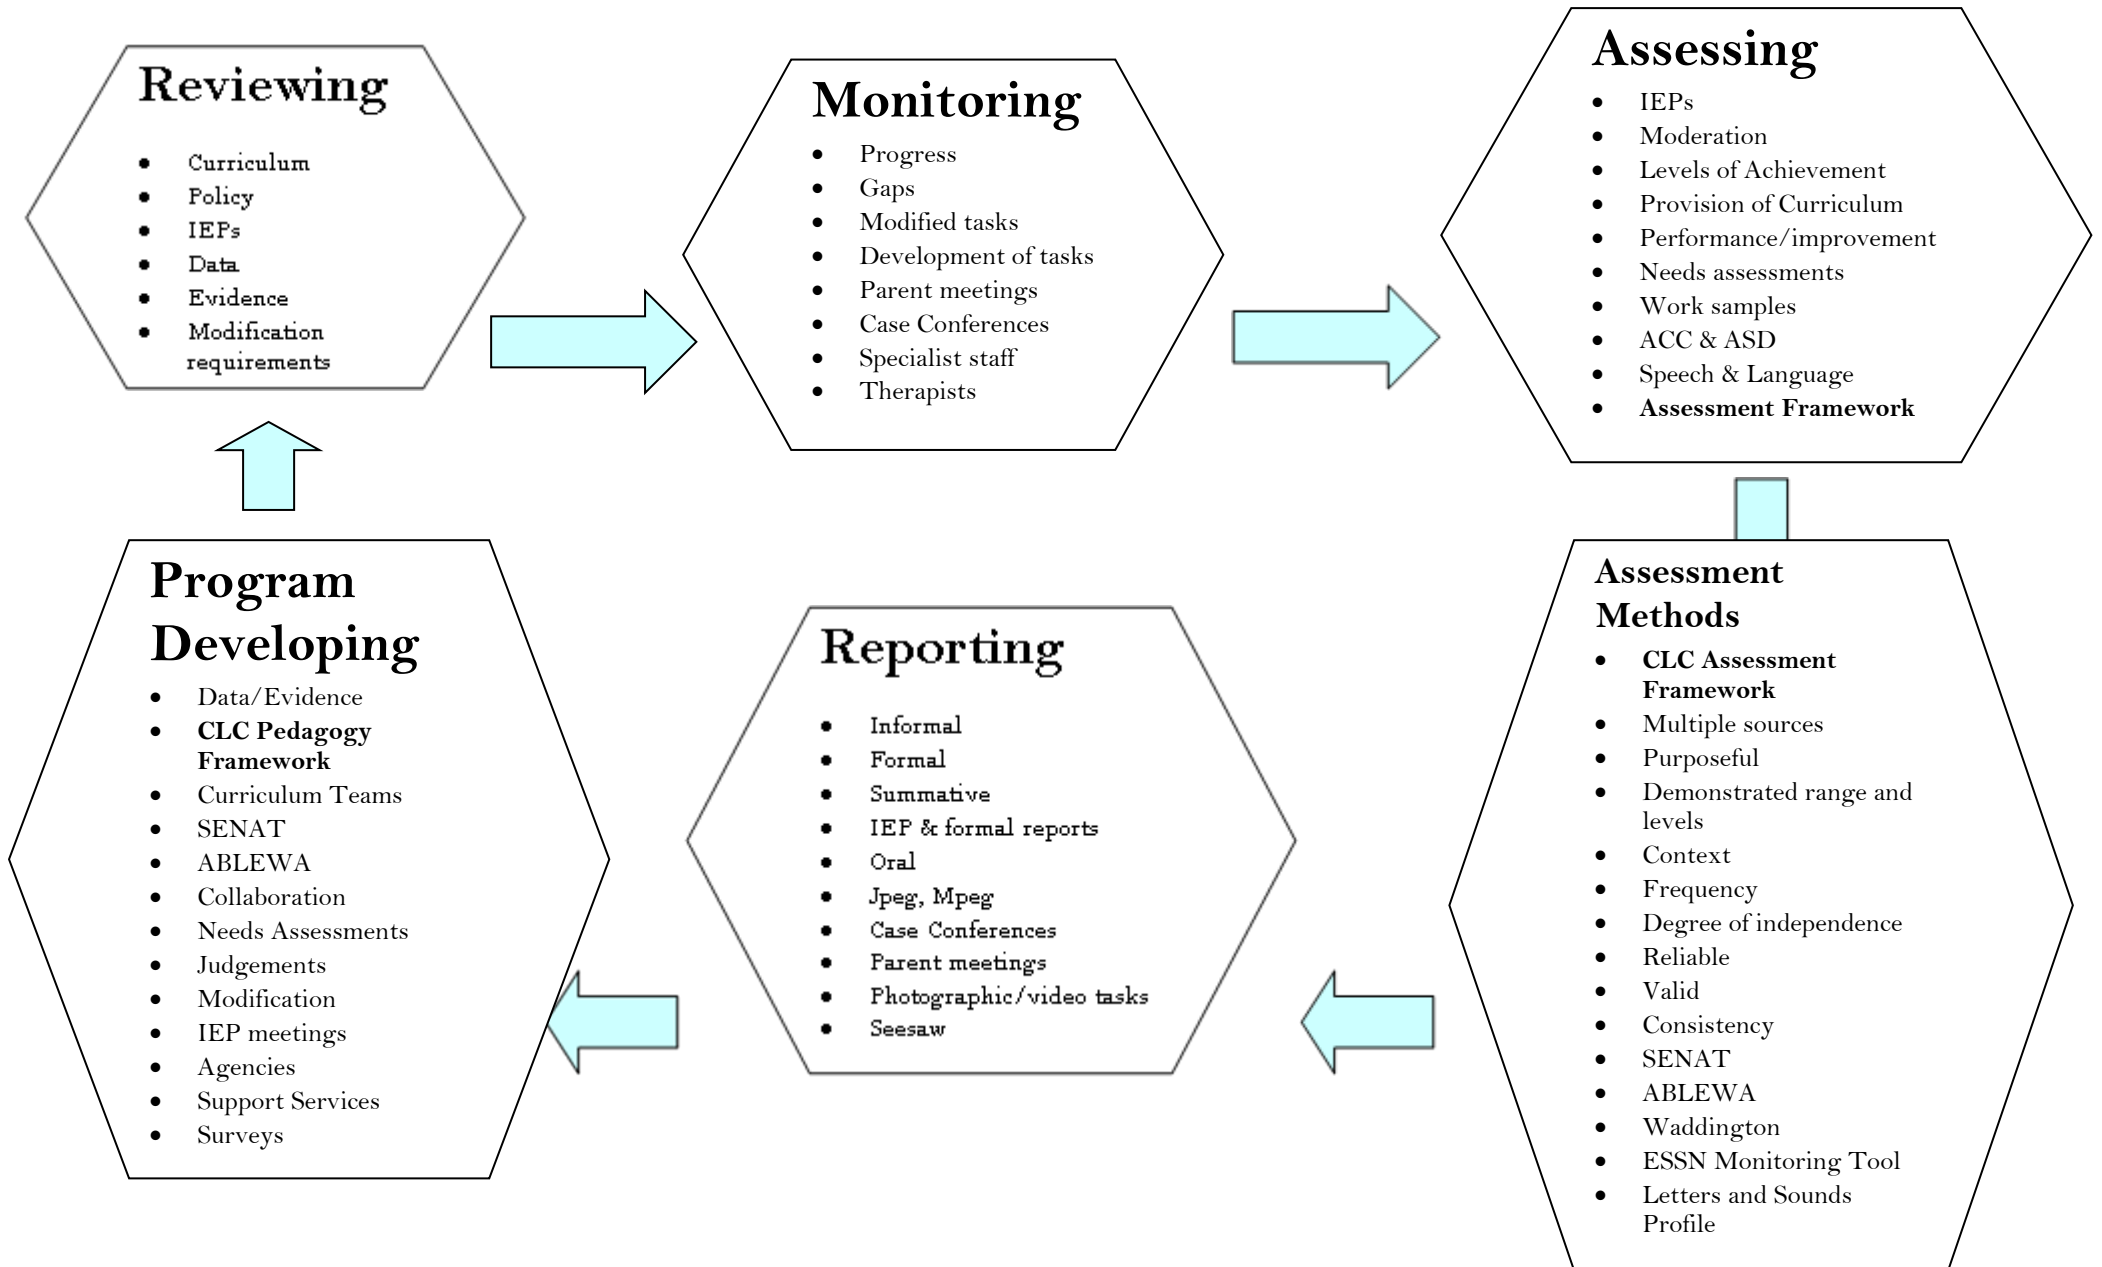 Reviewing
• Curriculum
• Policy
• IEPs
• Data
• Evidence
• Modification
requirements
Monitoring
• Progress
• Gaps
• Modified tasks
• Development of tasks
• Parent meetings
• Case Conferences
• Specialist staff
• Therapists
Assessing
• IEPs
• Moderation
• Levels of Achievement
• Provision of Curriculum
• Performance/improvement
• Needs assessments
• Work samples
• ACC & ASD
• Speech & Language
• Assessment Framework
Assessment
Methods
• CLC Assessment
Framework
• Multiple sources
• Purposeful
• Demonstrated range and
levels
• Context
• Frequency
• Degree of independence
• Reliable
• Valid
• Consistency
• SENAT
• ABLEWA
• Waddington
• ESSN Monitoring Tool
• Letters and Sounds
Profile
Reporting
• Informal
• Formal
• Summative
• IEP & formal reports
• Oral
• Jpeg, Mpeg
• Case Conferences
• Parent meetings
• Photographic/video tasks
• Seesaw
Program
Developing
• Data/Evidence
• CLC Pedagogy
Framework
• Curriculum Teams
• SENAT
• ABLEWA
• Collaboration
• Needs Assessments
• Judgements
• Modification
• IEP meetings
• Agencies
• Support Services
• Surveys